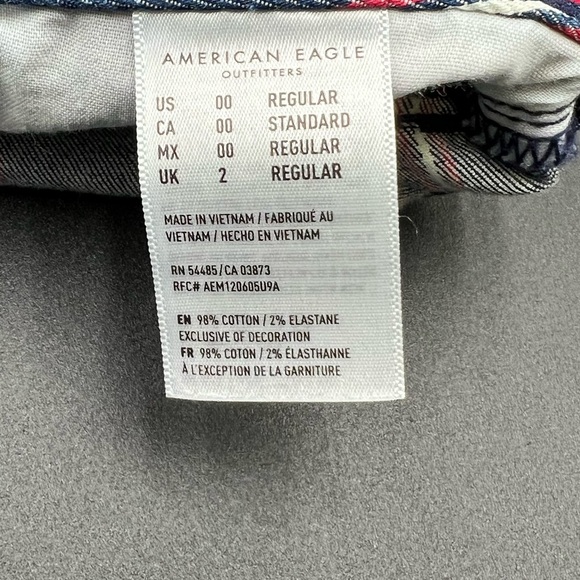 AMERICAN EAGLE
OUTFITTERS
US 00 REGULAR
CA 00 STANDARD
MX 00 REGULAR
UK 2 REGULAR
MADE IN VIETNAM / FABRIQUÉ AU
VIETNAM / HECHO EN VIETNAM
RN 54485/CA 03873
RFC# AEM120605U9A
EN 98% COTTON / 2% ELASTANE
EXCLUSIVE OF DECORATION
FR 98% COTON / 2% ÉLASTHANNE
À L'EXCEPTION DE LA GARNITURE